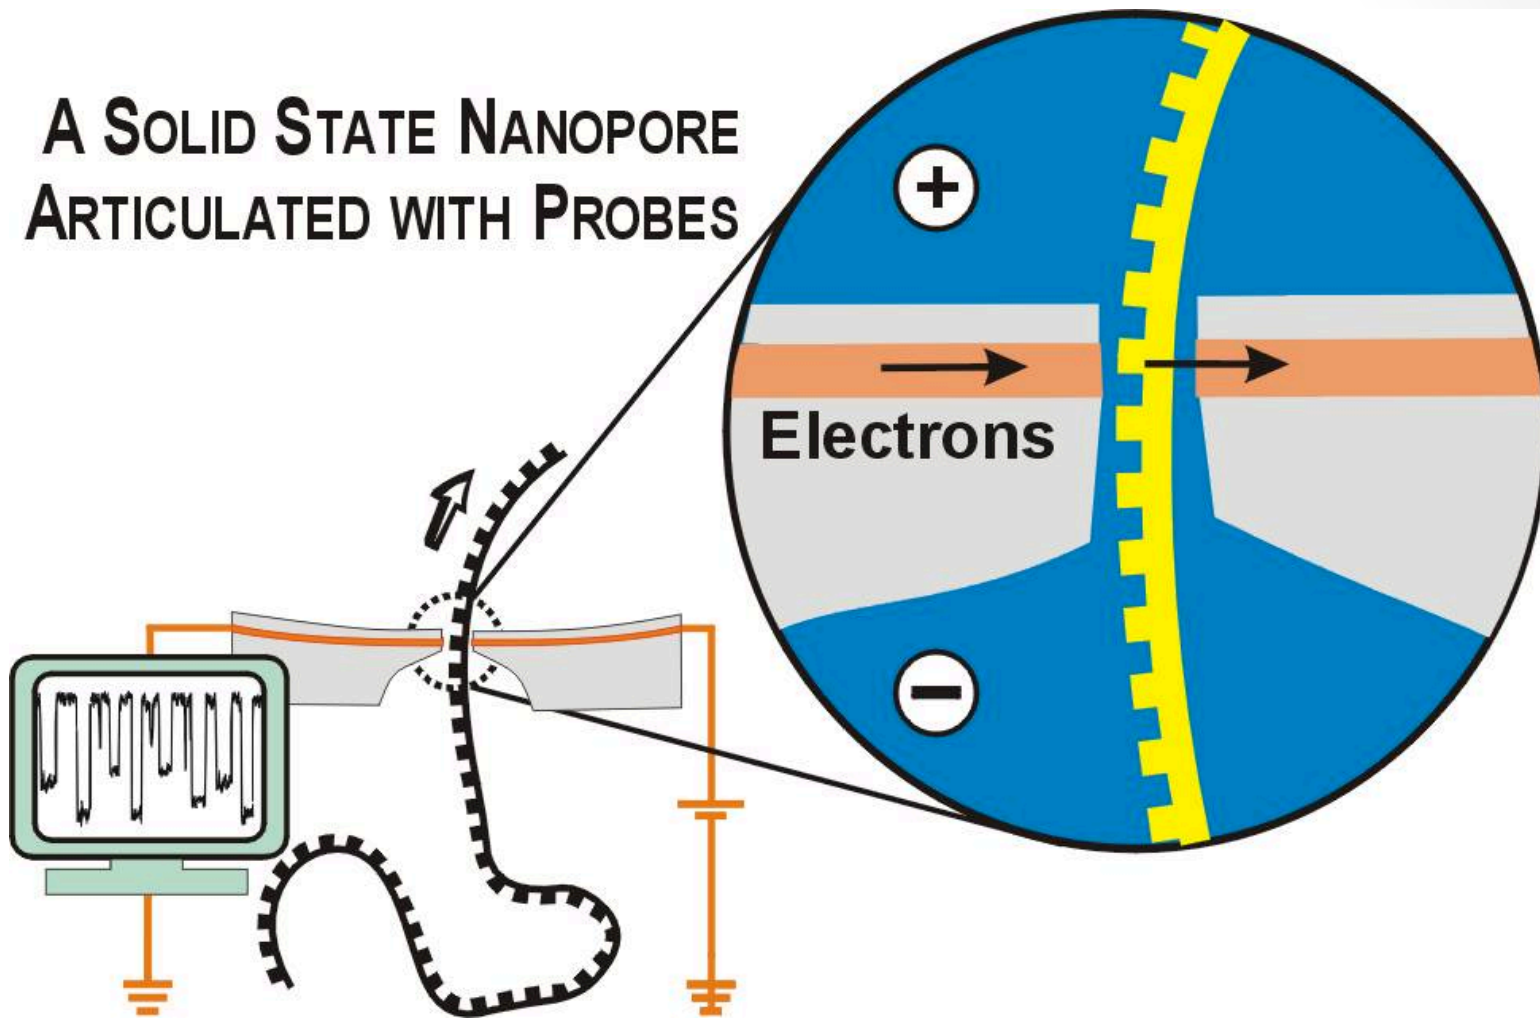 A SOLID STATE NANOPORE
ARTICULATED WITH PROBES
+
Electrons
−